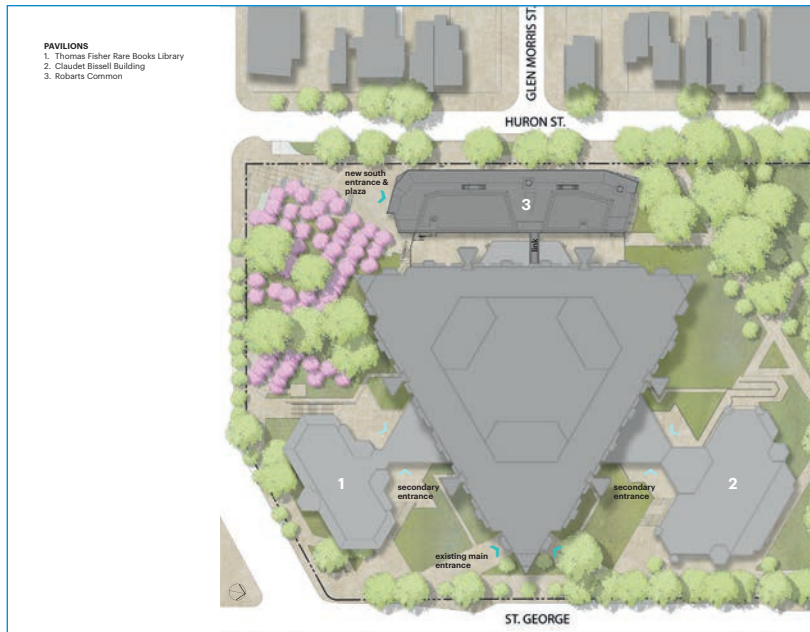 PAVILIONS
1. Thomas Fisher Rare Books Library
2. Claudet Bissell Building
3. Robarts Common
GLEN MORRIS ST.
HURON ST.
new south
entrance &
plaza
3
link
1
2
secondary
entrance
secondary
entrance
existing main
entrance
ST. GEORGE